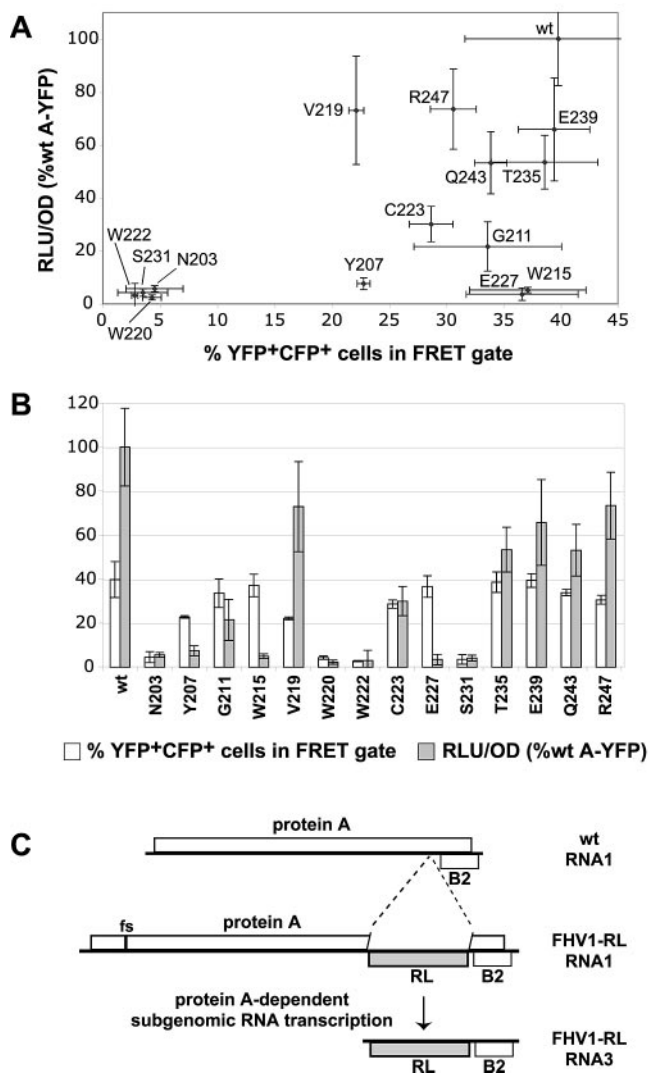 A
RLU/OD (%wt A-YFP)
100
80
60
40
20
0
wt
V219
R247
E239
Q243
T235
C223
G211
Y207
E227
W215
W222
S231
N203
W220
0 5 10 15 20 25 30 35 40 45
% YFP+CFP+ cells in FRET gate
B
120
100
80
60
40
20
0
wt
N203
Y207
G211
W215
V219
W220
W222
C223
E227
S231
T235
E239
Q243
R247
% YFP+CFP+ cells in FRET gate
RLU/OD (%wt A-YFP)
C
protein A
B2
wt
RNA1
fs
protein A
RL
B2
FHV1-RL
RNA1
protein A-dependent
subgenomic RNA transcription
RL
B2
FHV1-RL
RNA3